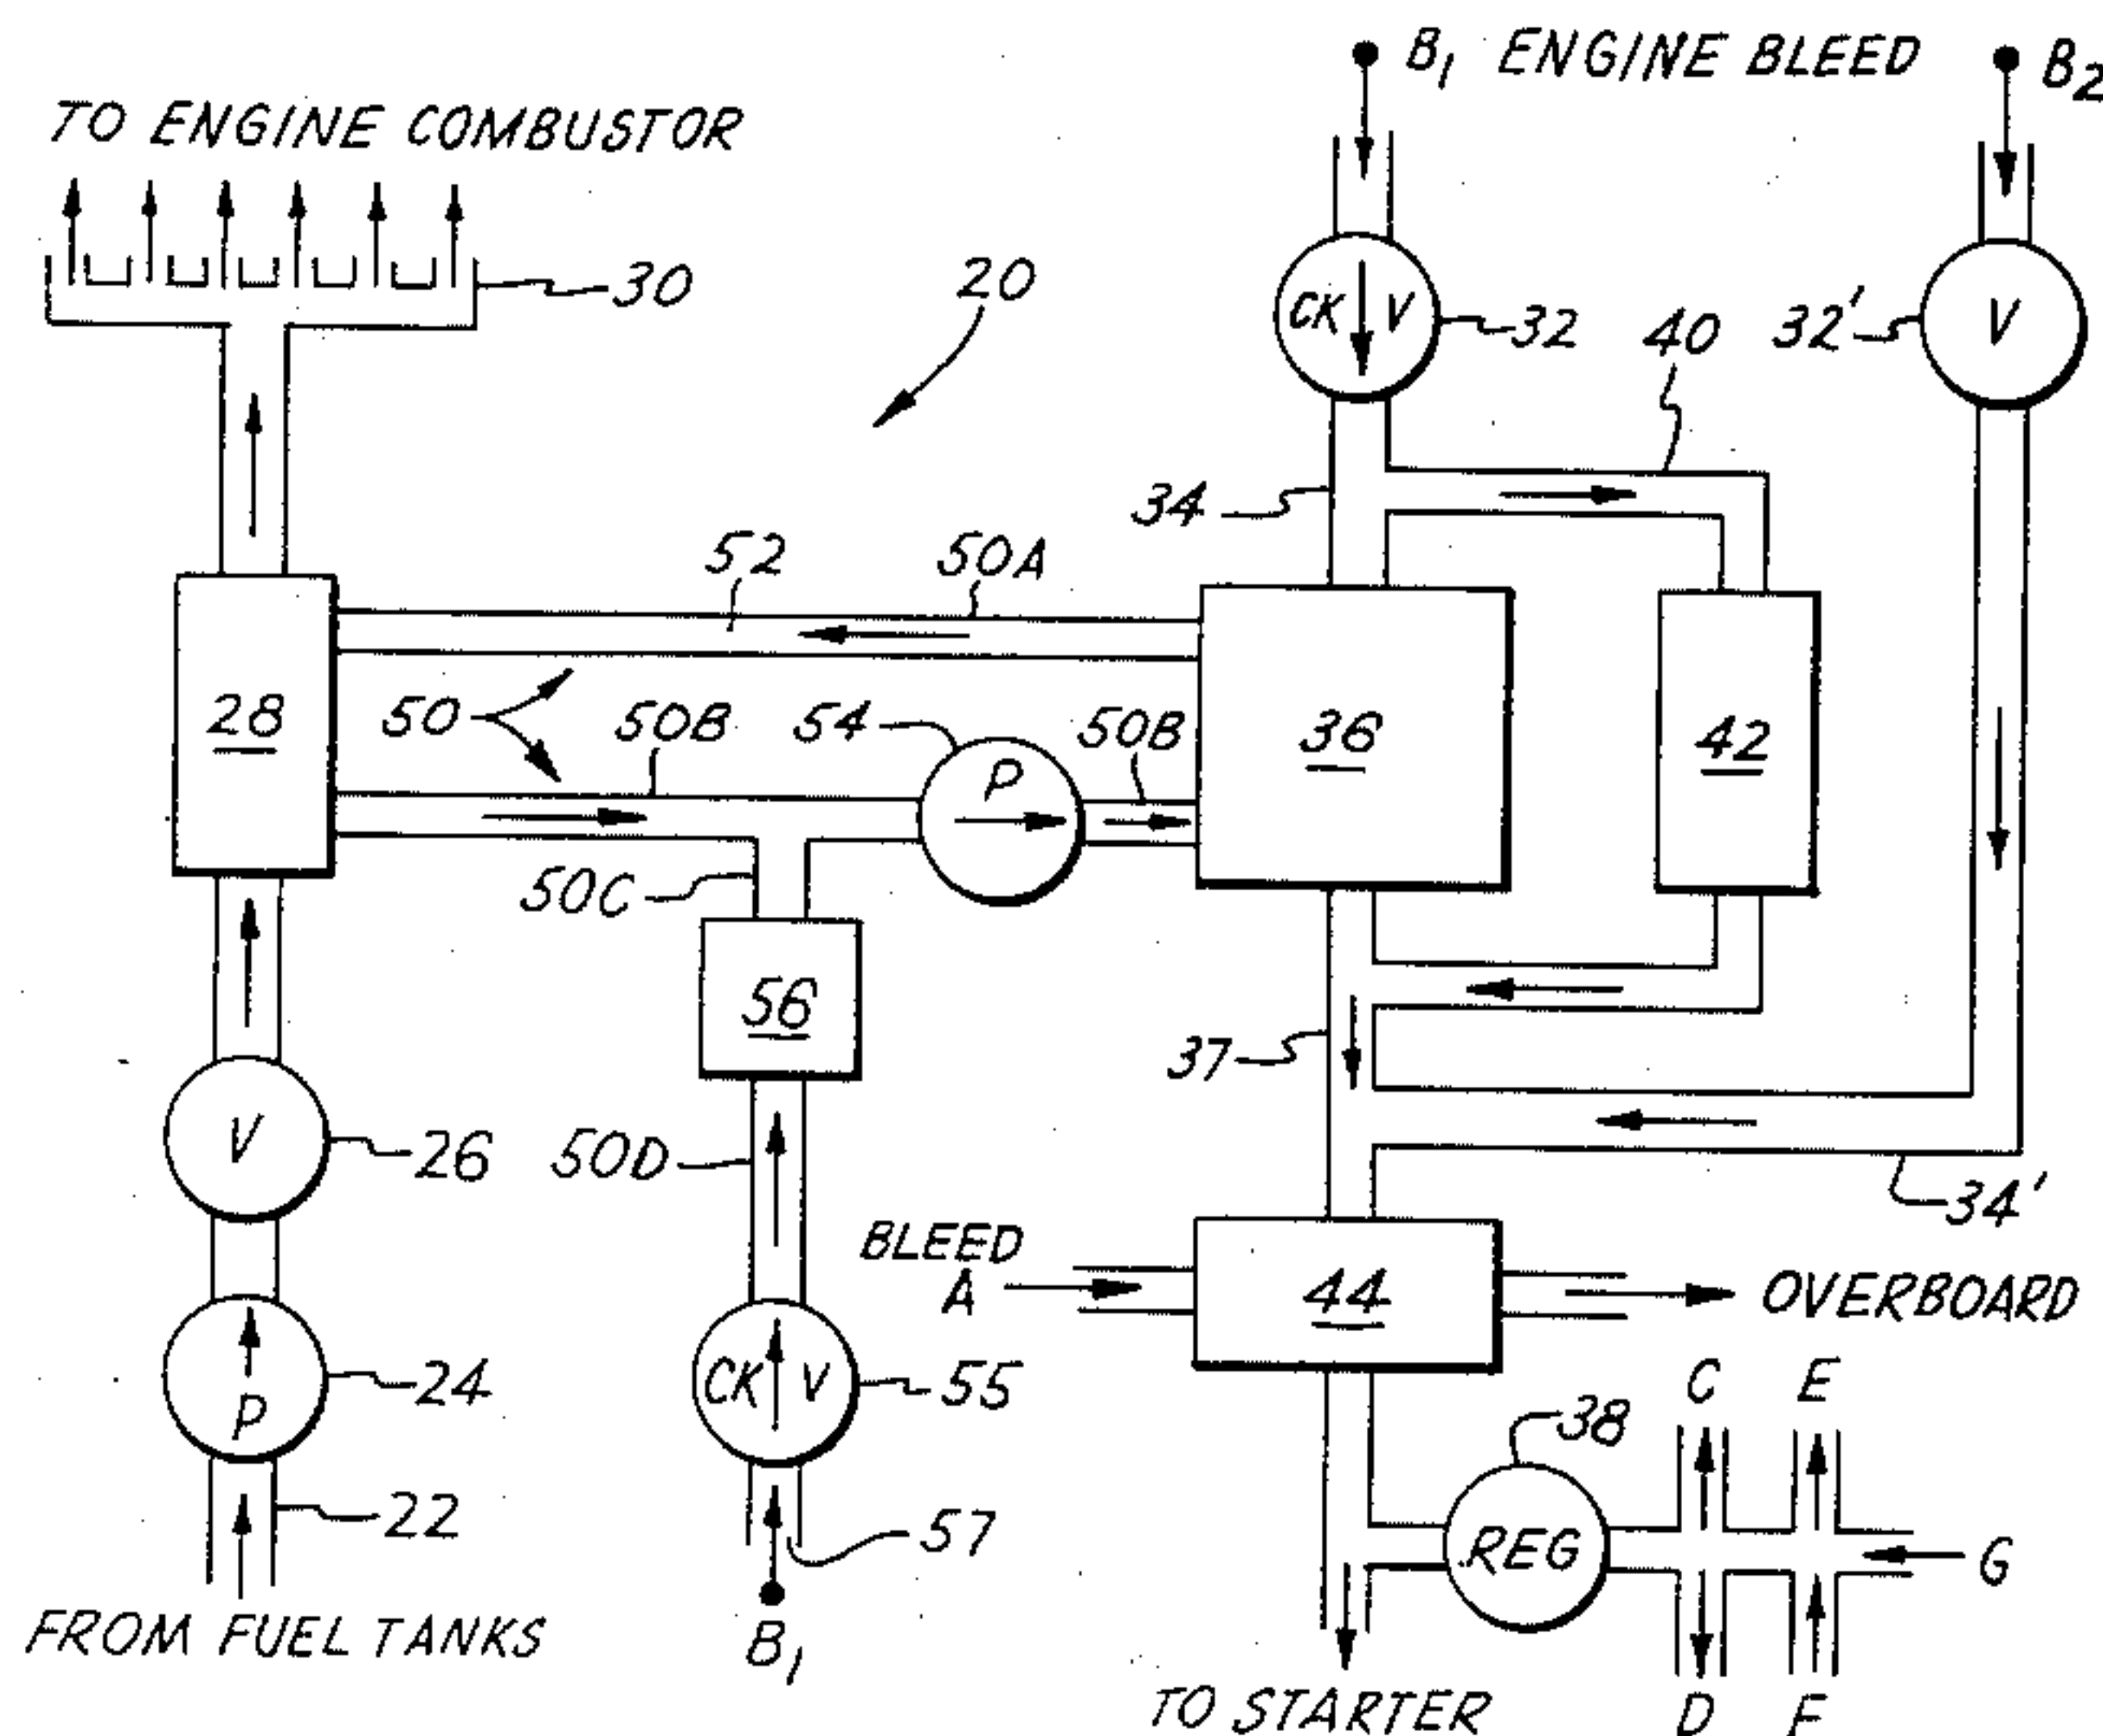 B₁ ENGINE BLEED
B₂
TO ENGINE COMBUSTOR
30
20
CK V
32
40
32'
V
34
52
50A
28
50
50B
54
P
50B
36
42
50C
56
37
V
26
50D
34'
BLEED
A
44
OVERBOARD
P
24
CK V
55
38
C
E
22
57
REG
G
FROM FUEL TANKS
B₁
TO STARTER
D
F